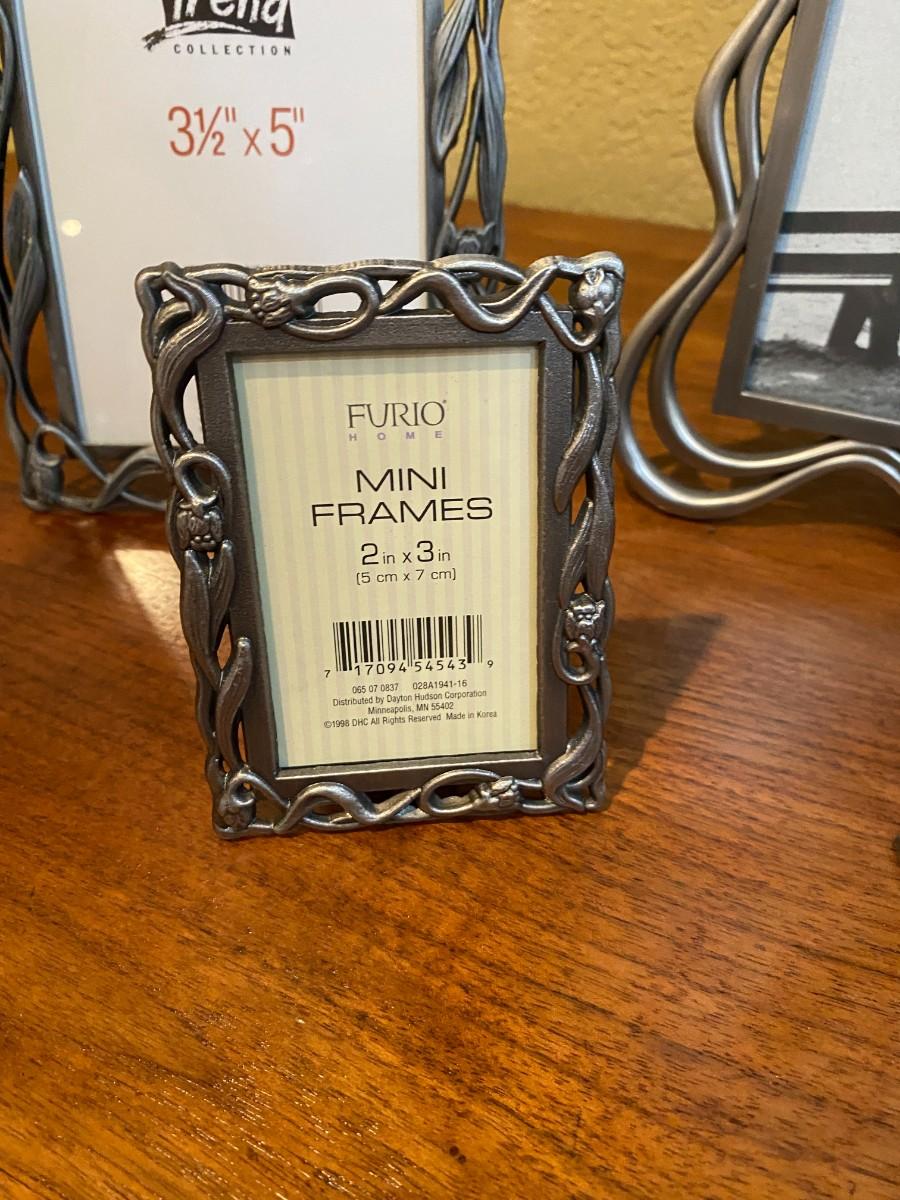 Trend
COLLECTION
3½" x 5"
FURIO®
HOME
MINI
FRAMES
2 in x 3 in
(5 cm x 7 cm)
7 17094 54543 9
065 07 0837 028A1941-16
Distributed by Dayton Hudson Corporation
Minneapolis, MN 55402
©1998 DHC All Rights Reserved Made in Korea